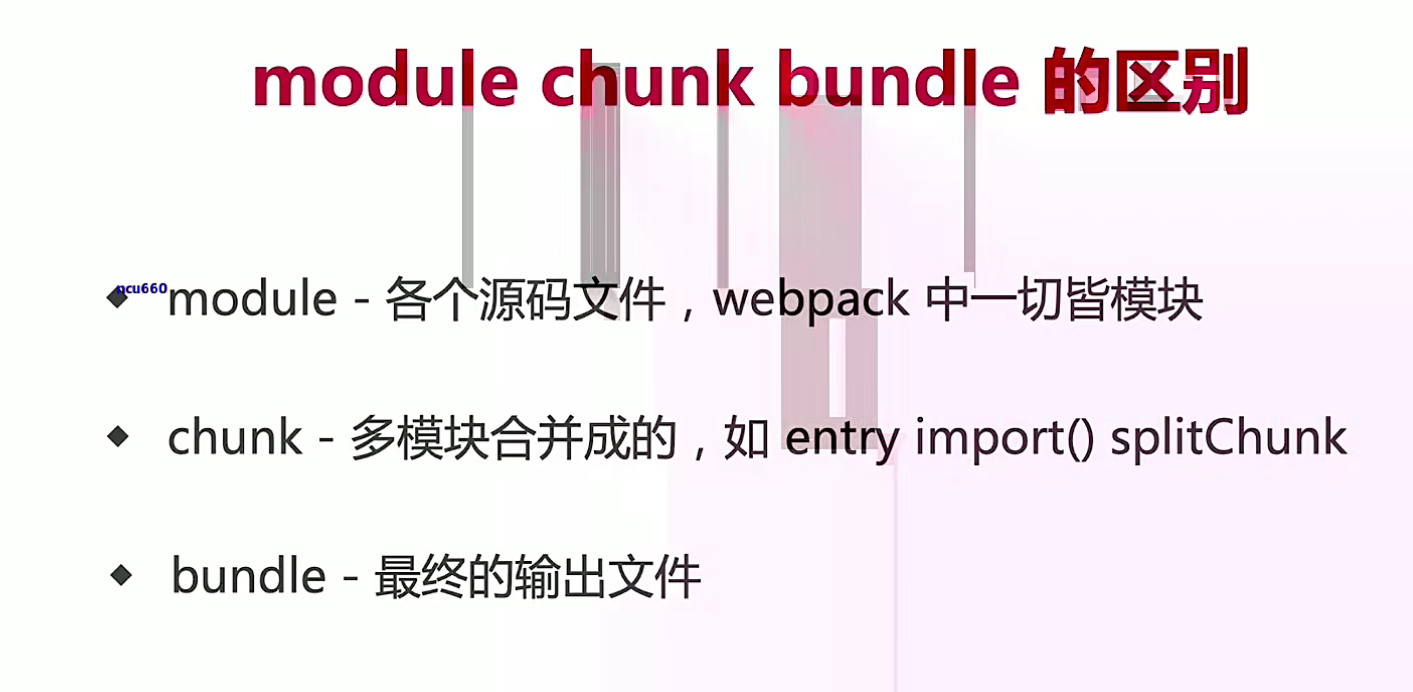 module chunk bundle 的区别
ncu660
module - 各个源码文件，webpack 中一切皆模块
chunk - 多模块合并成的，如 entry import() splitChunk
bundle - 最终的输出文件